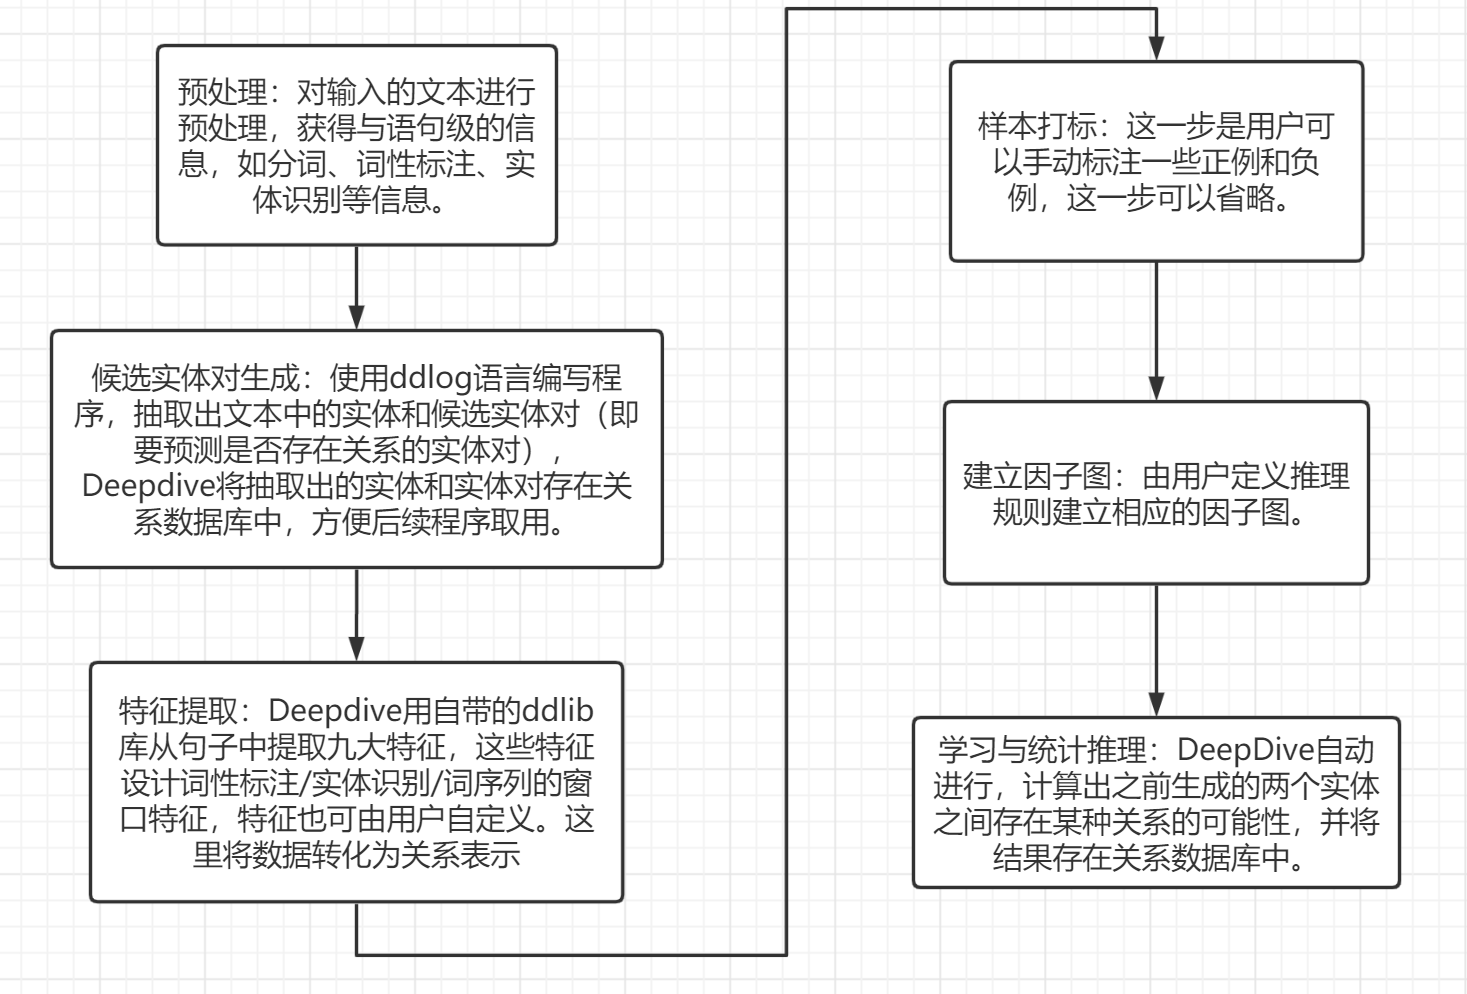 预处理：对输入的文本进行
预处理，获得与语句级的信
息，如分词、词性标注、实
体识别等信息。
候选实体对生成：使用ddlog语言编写程
序，抽取出文本中的实体和候选实体对（即
要预测是否存在关系的实体对），
Deepdive将抽取出的实体和实体对存在关
系数据库中，方便后续程序取用。
特征提取：Deepdive用自带的ddlib
库从句子中提取九大特征，这些特征
设计词性标注/实体识别/词序列的窗
口特征，特征也可由用户自定义。这
里将数据转化为关系表示
样本打标：这一步是用户可
以手动标注一些正例和负
例，这一步可以省略。
建立因子图：由用户定义推理
规则建立相应的因子图。
学习与统计推理：DeepDive自动
进行，计算出之前生成的两个实体
之间存在某种关系的可能性，并将
结果存在关系数据库中。